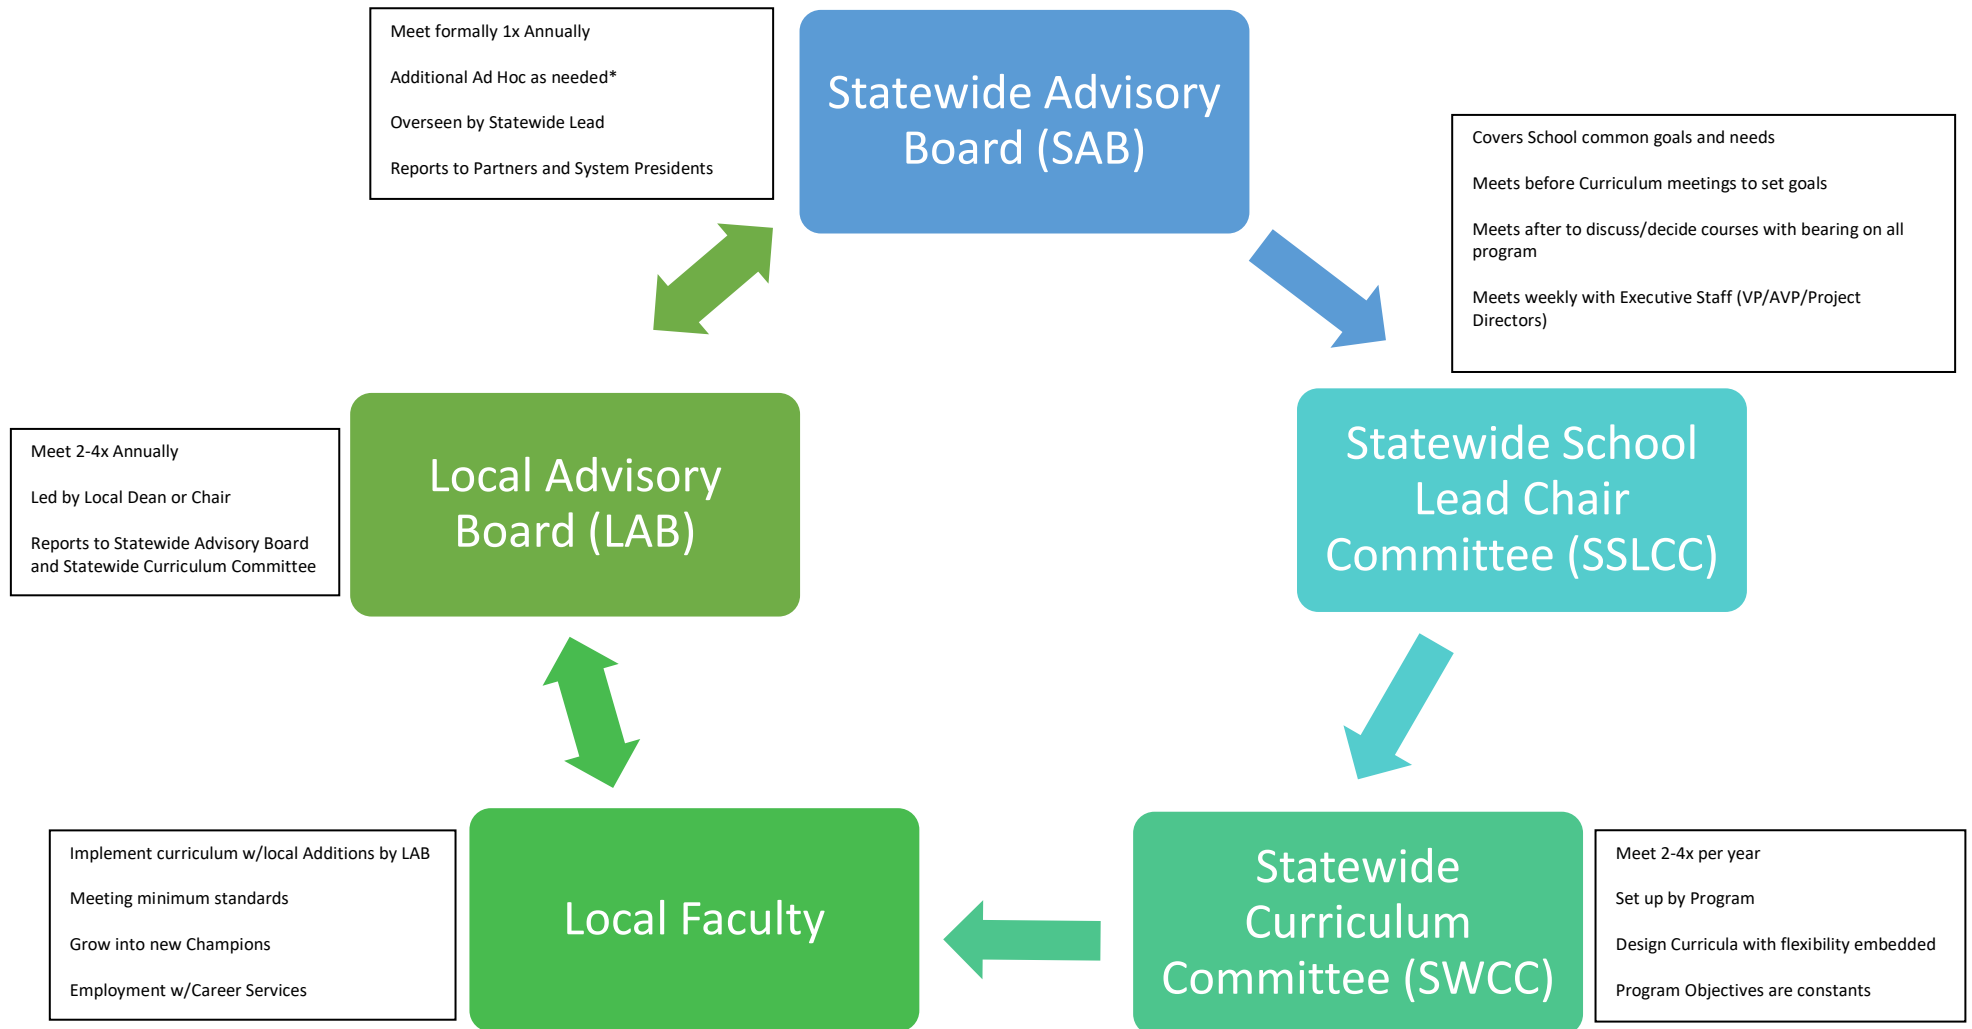 Meet formally 1x Annually
Additional Ad Hoc as needed*
Overseen by Statewide Lead
Reports to Partners and System Presidents
Statewide Advisory
Board (SAB)
Covers School common goals and needs
Meets before Curriculum meetings to set goals
Meets after to discuss/decide courses with bearing on all
program
Meets weekly with Executive Staff (VP/AVP/Project
Directors)
Statewide School
Lead Chair
Committee (SSLCC)
Meet 2-4x Annually
Led by Local Dean or Chair
Reports to Statewide Advisory Board
and Statewide Curriculum Committee
Local Advisory
Board (LAB)
Implement curriculum w/local Additions by LAB
Meeting minimum standards
Grow into new Champions
Employment w/Career Services
Local Faculty
Statewide
Curriculum
Committee (SWCC)
Meet 2-4x per year
Set up by Program
Design Curricula with flexibility embedded
Program Objectives are constants